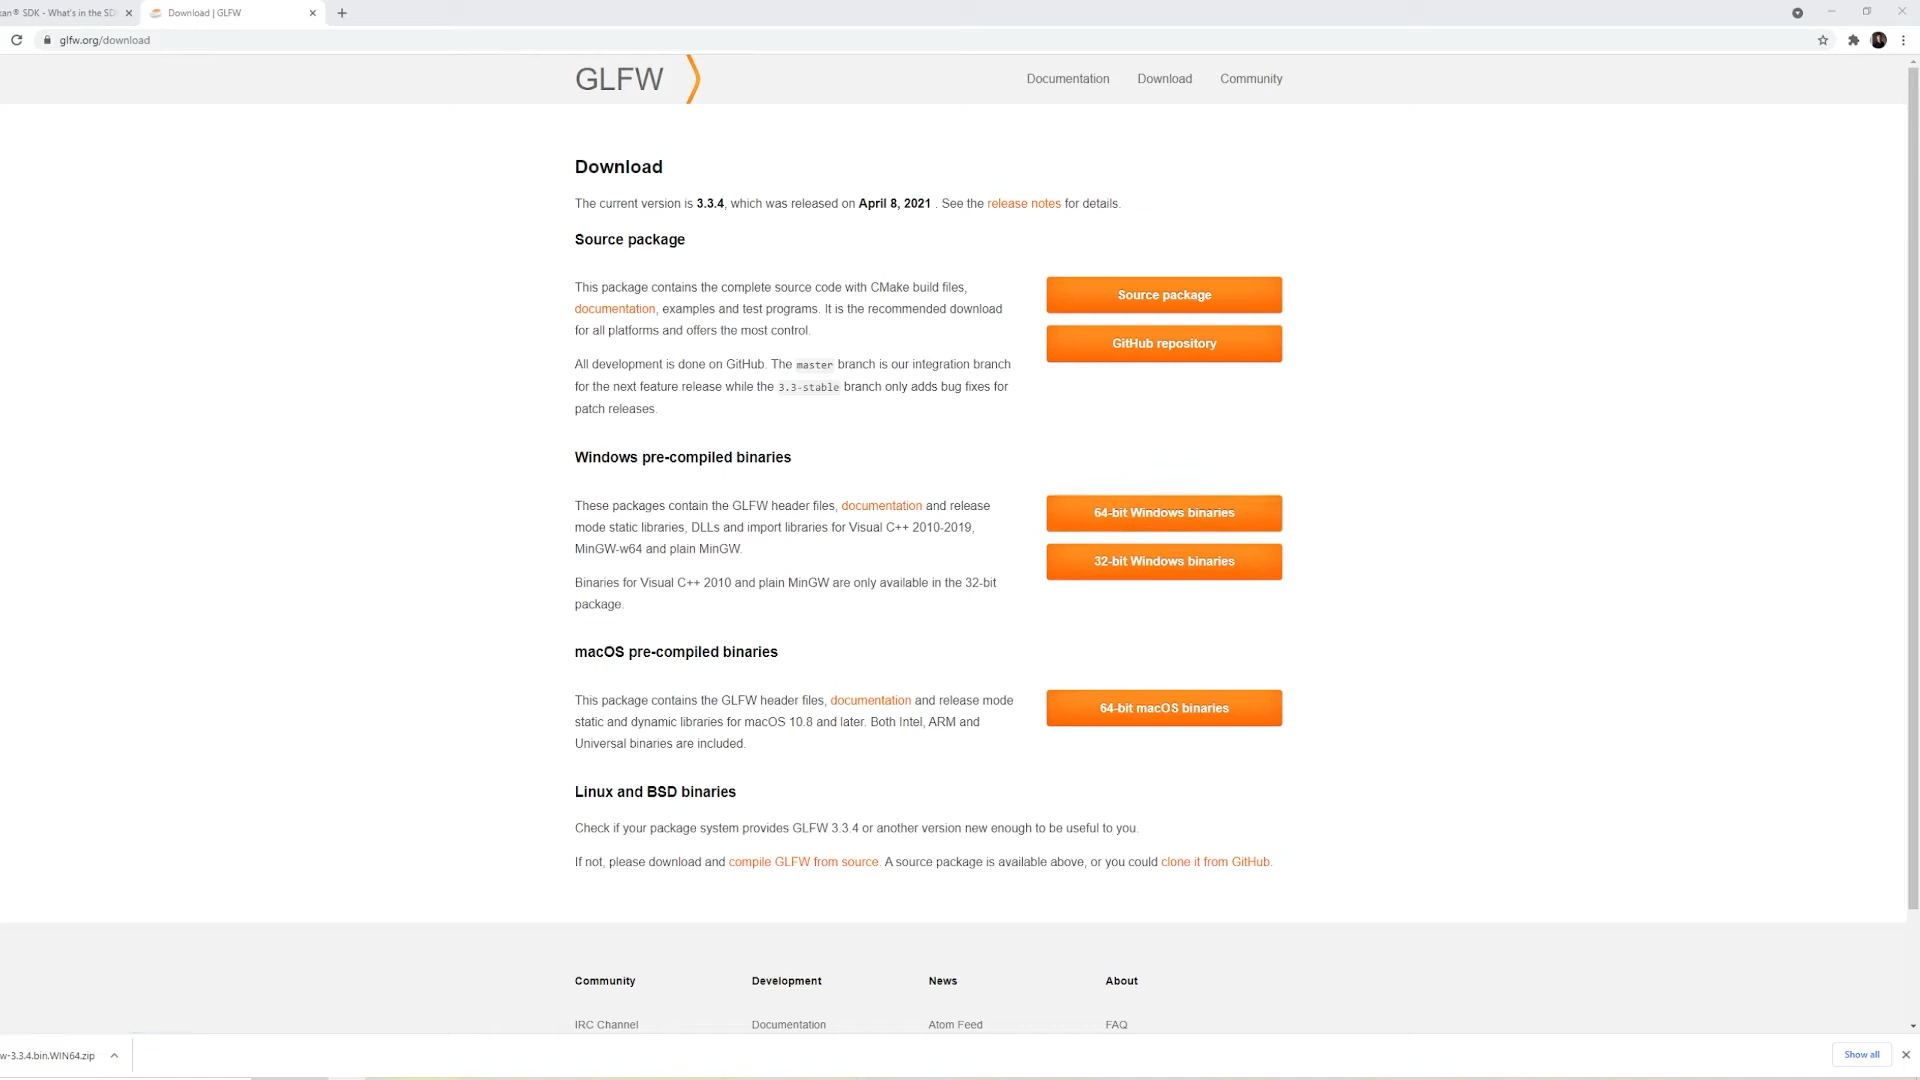 kan® SDK - What's in the SD
Download | GLFW
glfw.org/download
GLFW
Documentation
Download
Community
Download
The current version is 3.3.4, which was released on April 8, 2021 . See the release notes for details.
Source package
This package contains the complete source code with CMake build files,
documentation, examples and test programs. It is the recommended download
for all platforms and offers the most control.
Source package
GitHub repository
All development is done on GitHub. The master branch is our integration branch
for the next feature release while the 3.3-stable branch only adds bug fixes for
patch releases.
Windows pre-compiled binaries
These packages contain the GLFW header files, documentation and release
mode static libraries, DLLs and import libraries for Visual C++ 2010-2019,
MinGW-w64 and plain MinGW.
64-bit Windows binaries
32-bit Windows binaries
Binaries for Visual C++ 2010 and plain MinGW are only available in the 32-bit
package.
macOS pre-compiled binaries
This package contains the GLFW header files, documentation and release mode
static and dynamic libraries for macOS 10.8 and later. Both Intel, ARM and
Universal binaries are included.
64-bit macOS binaries
Linux and BSD binaries
Check if your package system provides GLFW 3.3.4 or another version new enough to be useful to you.
If not, please download and compile GLFW from source. A source package is available above, or you could clone it from GitHub.
Community
Development
News
About
IRC Channel
Documentation
Atom Feed
FAQ
w-3.3.4.bin.WIN64.zip
Show all